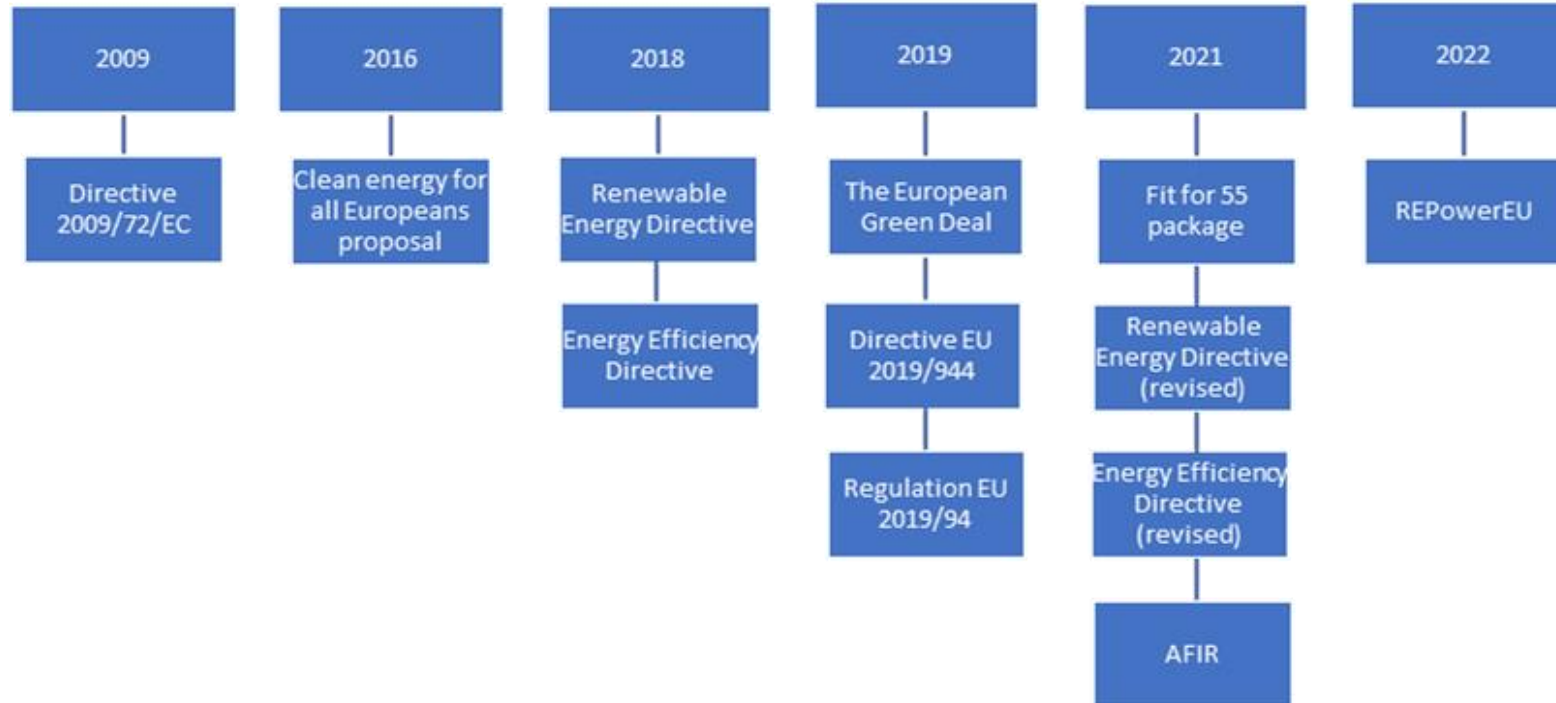 2009
Directive
2009/72/EC
2016
Clean energy for
all Europeans
proposal
2018
Renewable
Energy Directive
Energy Efficiency
Directive
2019
The European
Green Deal
Directive EU
2019/944
Regulation EU
2019/94
2021
Fit for 55
package
Renewable
Energy Directive
(revised)
Energy Efficiency
Directive
(revised)
AFIR
2022
REPowerEU